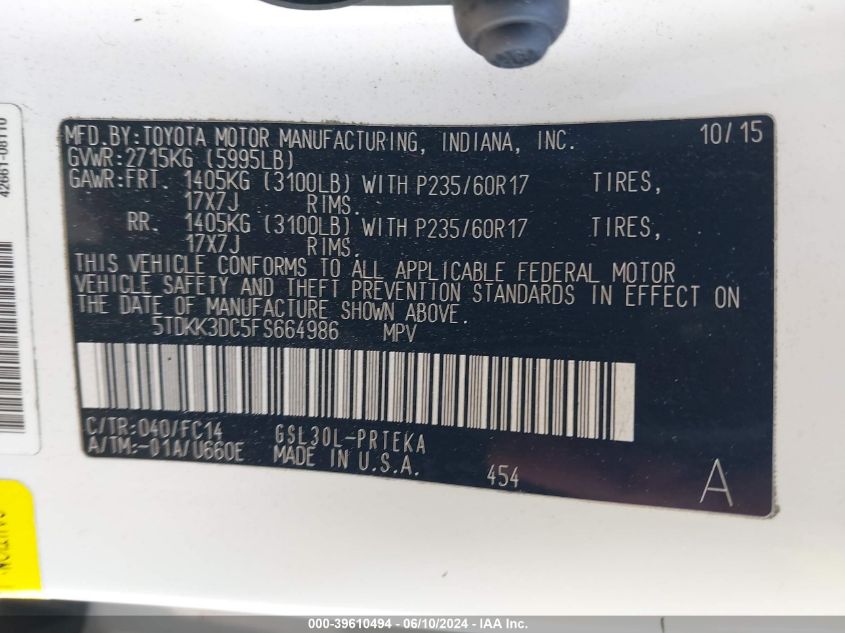 MFD. BY: TOYOTA MOTOR MANUFACTURING, INDIANA, INC. 10/15
GVWR: 2715KG (5995LB)
GAWR: FRT. 1405KG (3100LB) WITH P235/60R17 TIRES,
17X7J RIMS.
RR. 1405KG (3100LB) WITH P235/60R17 TIRES,
17X7J RIMS.
THIS VEHICLE CONFORMS TO ALL APPLICABLE FEDERAL MOTOR
VEHICLE SAFETY AND THEFT PREVENTION STANDARDS IN EFFECT ON
THE DATE OF MANUFACTURE SHOWN ABOVE.
5TDKK3DC5FS664986 MPV
C/TR: 040/FC14 GSL30L-PRTEKA
A/TM: -01A/U660E MADE IN U.S.A.
454
A
42661-08110
000-39610494 - 06/10/2024 - IAA Inc.